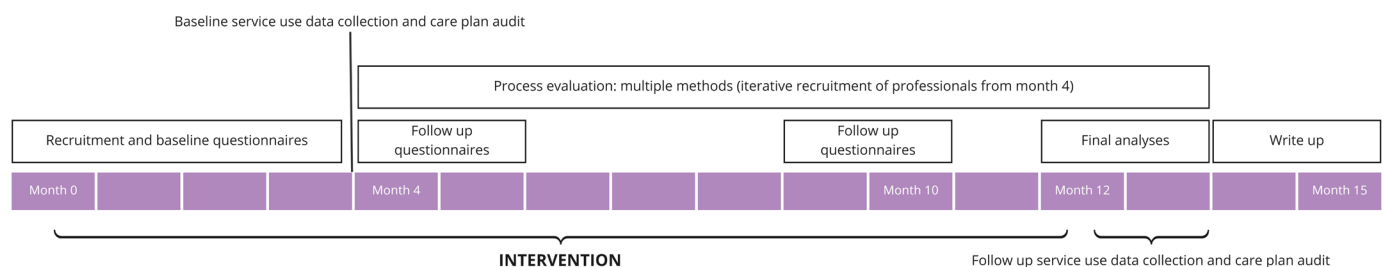 Baseline service use data collection and care plan audit
Process evaluation: multiple methods (iterative recruitment of professionals from month 4)
Recruitment and baseline questionnaires
Follow up
questionnaires
Follow up
questionnaires
Final analyses
Write up
Month 0
Month 4
Month 10
Month 12
Month 15
INTERVENTION
Follow up service use data collection and care plan audit